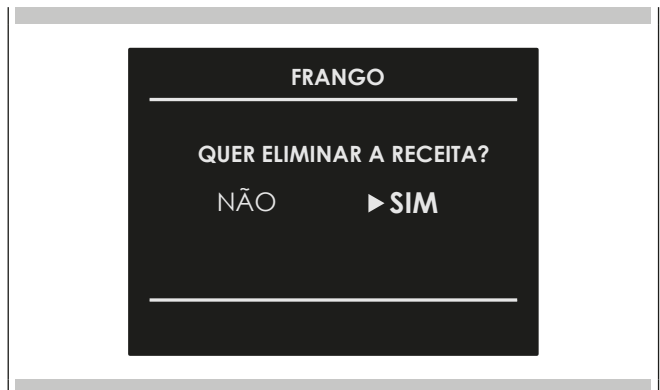 FRANGO
QUER ELIMINAR A RECEITA?
NÃO ▶SIM